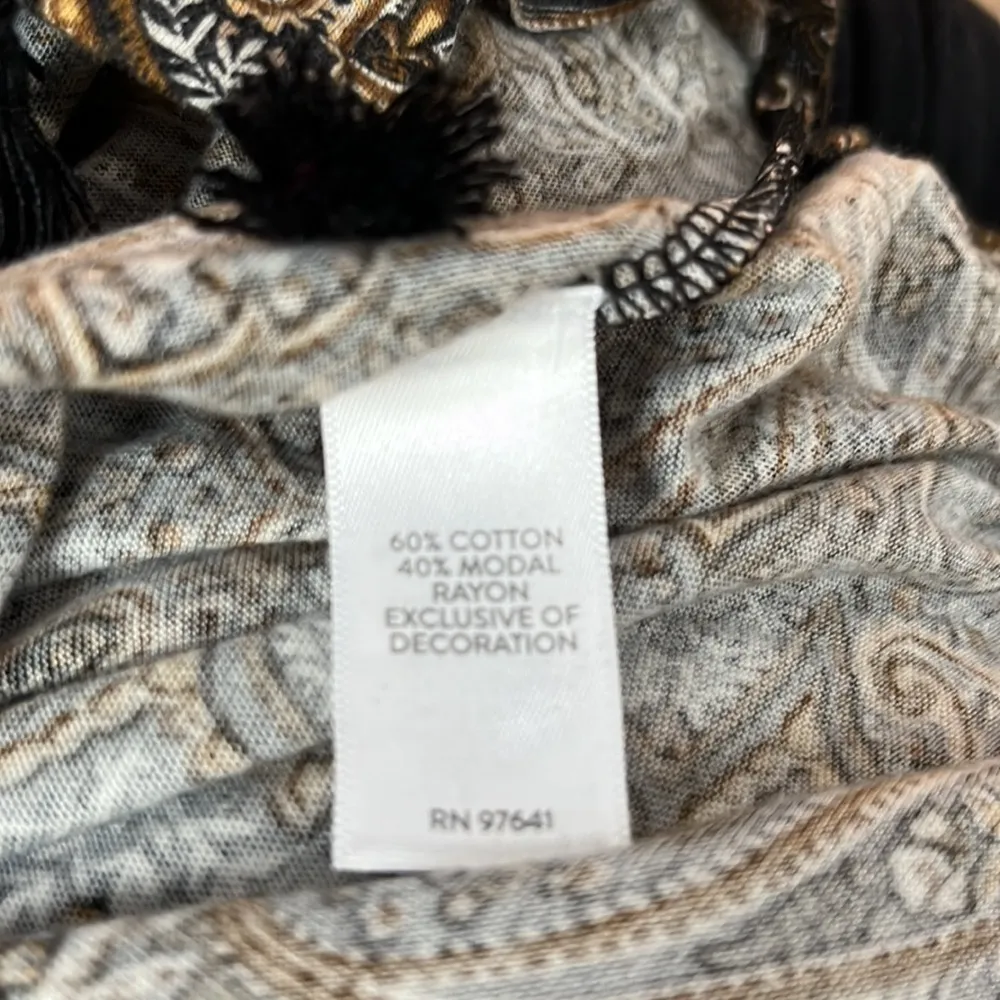 60% COTTON
40% MODAL
RAYON
EXCLUSIVE OF
DECORATION
RN 97641